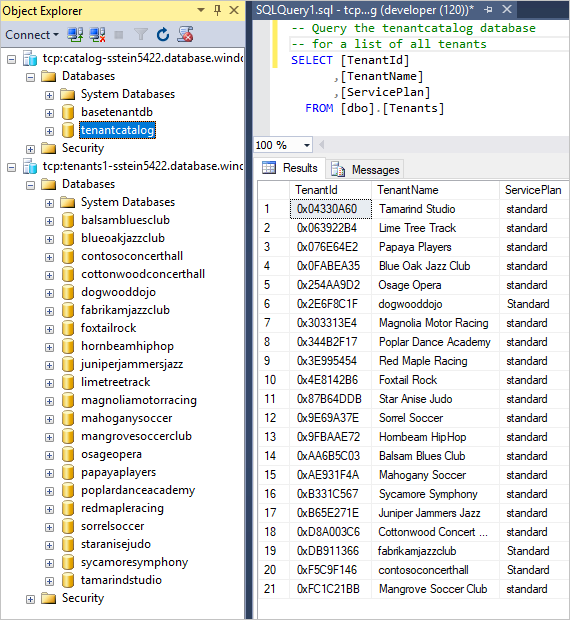 Object Explorer
Connect
tcp:catalog-sstein5422.database.windo
Databases
System Databases
basetenantdb
tenantcatalog
Security
tcp:tenants1-sstein5422.database.win
Databases
System Databases
balsambluesclub
blueoakjazzclub
contosoconcerthall
cottonwoodconcerthall
dogwooddojo
fabrikamjazzclub
foxtailrock
hornbeamhiphop
juniperjammersjazz
limetreetrack
magnoliamotorracing
mahoganysoccer
mangrovesoccerclub
osageopera
papayaplayers
poplardanceacademy
redmapleracing
sorrelsoccer
staranisejudo
sycamoresymphony
tamarindstudio
Security
SQLQuery1.sql - tcp...g (developer (120))*
-- Query the tenantcatalog database
-- for a list of all tenants
SELECT [TenantId]
,[TenantName]
,[ServicePlan]
FROM [dbo].[Tenants]
100 %
Results Messages
TenantId TenantName ServicePlan
1 0x04330A60 Tamarind Studio standard
2 0x063922B4 Lime Tree Track standard
3 0x076E64E2 Papaya Players standard
4 0x0FABEA35 Blue Oak Jazz Club standard
5 0x254AA9D2 Osage Opera standard
6 0x2E6F8C1F dogwooddojo Standard
7 0x303313E4 Magnolia Motor Racing standard
8 0x344B2F17 Poplar Dance Academy standard
9 0x3E995454 Red Maple Racing standard
10 0x4E8142B6 Foxtail Rock standard
11 0x87B64DDB Star Anise Judo standard
12 0x9E69A37E Sorrel Soccer standard
13 0x9FBAAE72 Hornbeam HipHop standard
14 0xAA6B5C03 Balsam Blues Club standard
15 0xAE931F4A Mahogany Soccer standard
16 0xB331C567 Sycamore Symphony standard
17 0xB65E271E Juniper Jammers Jazz standard
18 0xD8A003C6 Cottonwood Concert ... standard
19 0xDB911366 fabrikamjazzclub Standard
20 0xF5C9F146 contosoconcerthall Standard
21 0xFC1C21BB Mangrove Soccer Club standard